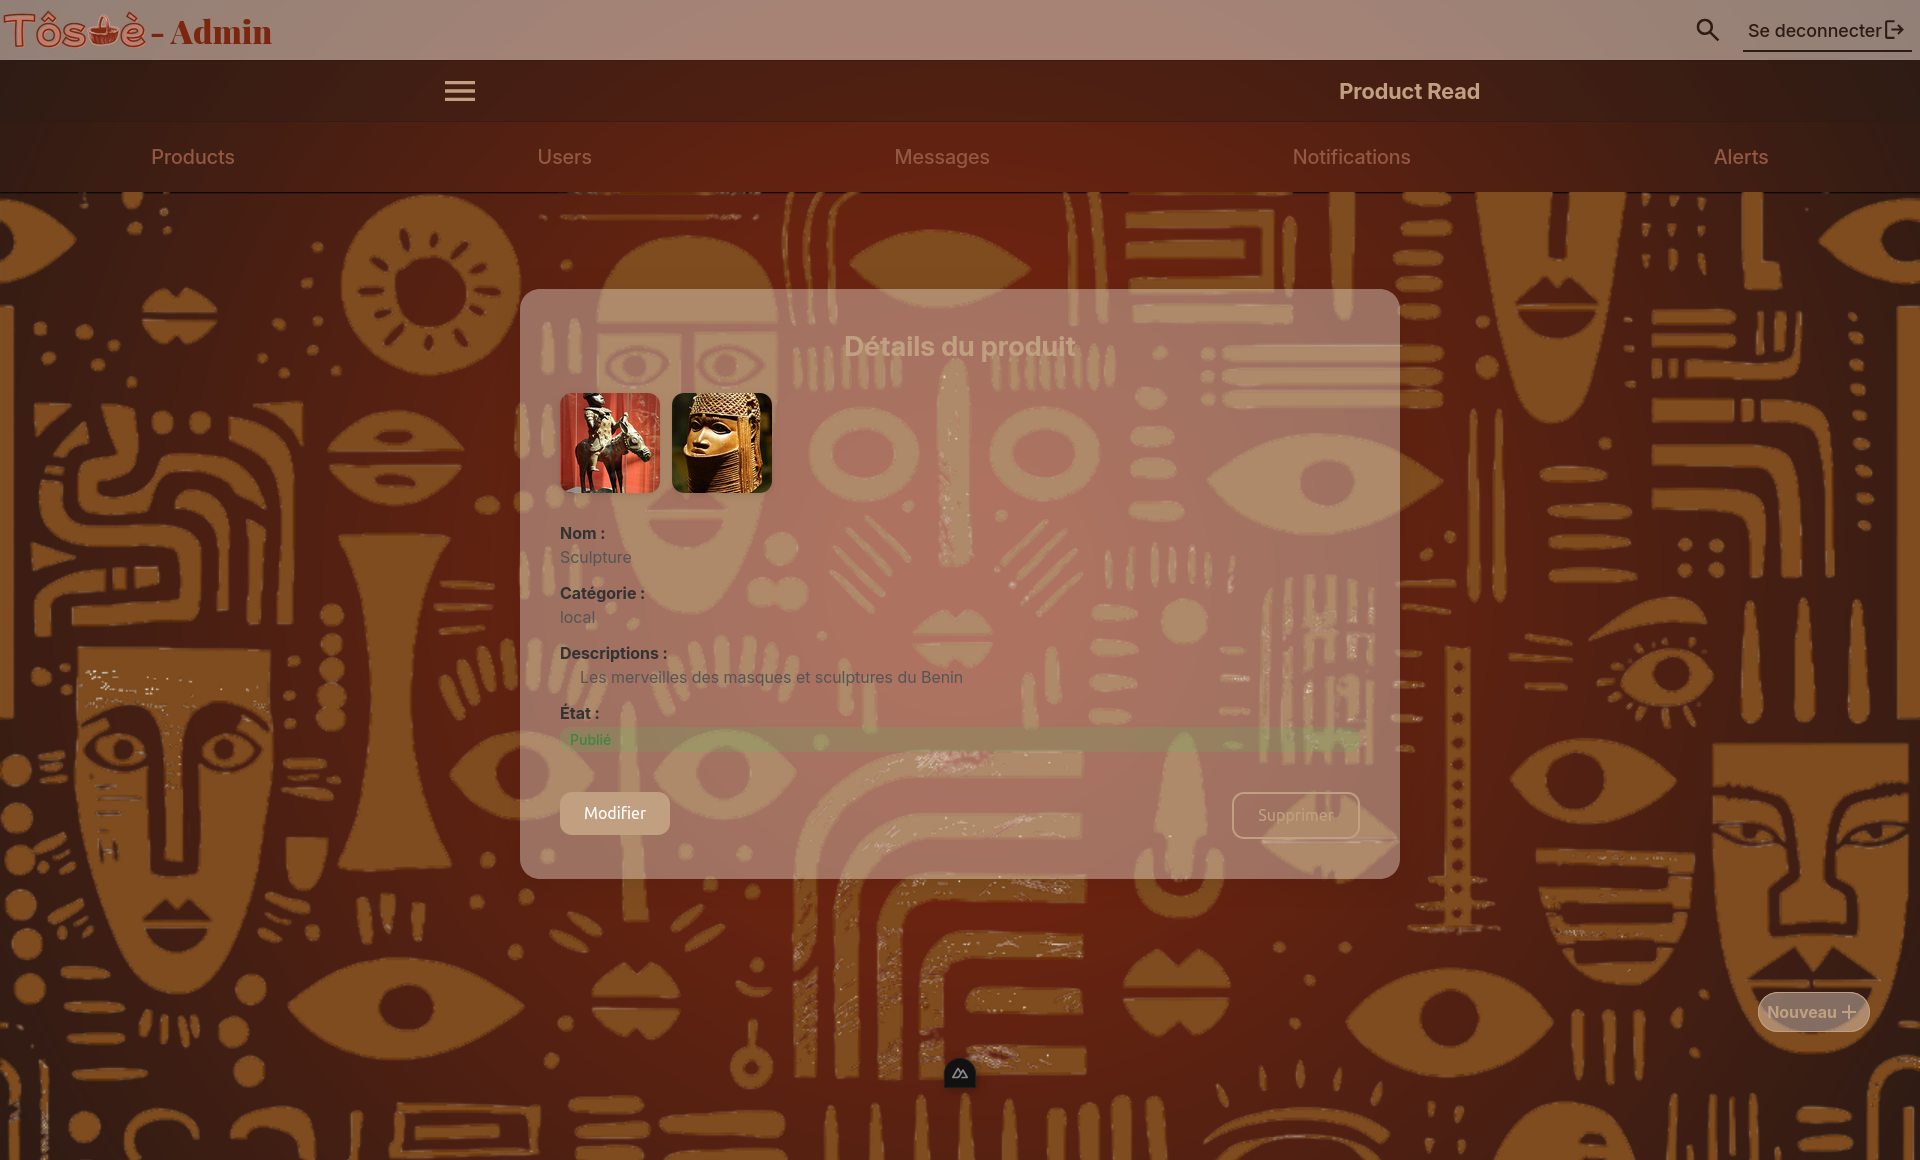 Tôsè - Admin
Se deconnecter
Product Read
Products Users Messages Notifications Alerts
Détails du produit
Nom :
Sculpture
Catégorie :
local
Descriptions :
Les merveilles des masques et sculptures du Benin
État :
Publié
Modifier Supprimer
Nouveau +